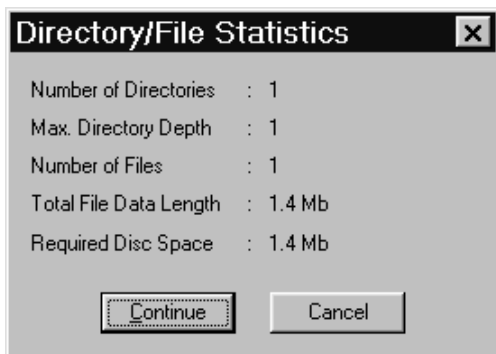 Directory/File Statistics
Number of Directories : 1
Max. Directory Depth : 1
Number of Files : 1
Total File Data Length : 1.4 Mb
Required Disc Space : 1.4 Mb
Continue Cancel